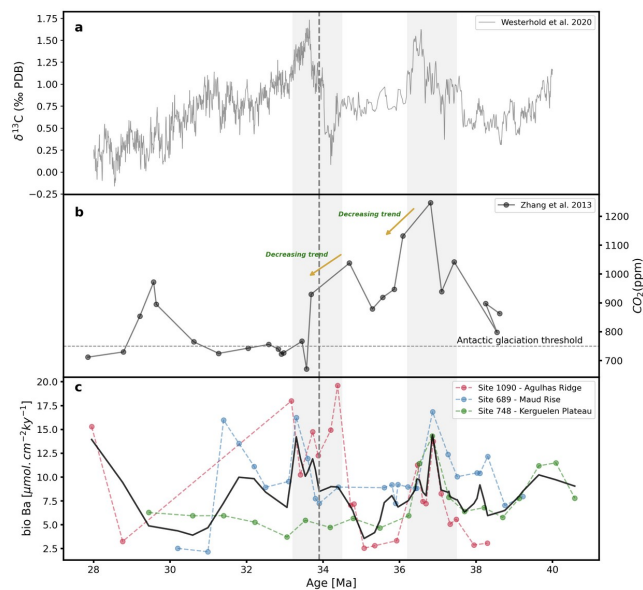 a
Westerhold et al. 2020
1.75
1.50
1.25
1.00
0.75
0.50
0.25
0.00
−0.25
δ¹³C (‰ PDB)
b
Zhang et al. 2013
Decreasing trend
Decreasing trend
Antactic glaciation threshold
1200
1100
1000
900
800
700
CO₂(ppm)
c
Site 1090 - Agulhas Ridge
Site 689 - Maud Rise
Site 748 - Kerguelen Plateau
20.0
17.5
15.0
12.5
10.0
7.5
5.0
2.5
bio Ba [μmol.cm⁻²ky⁻¹]
28 30 32 34 36 38 40
Age [Ma]